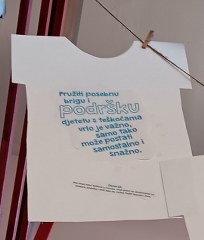 Pružiti posebnu
brigu i
podršku
djetetu s teškoćama
vrlo je važno,
samo tako
može postati
samostalno i
snažno.